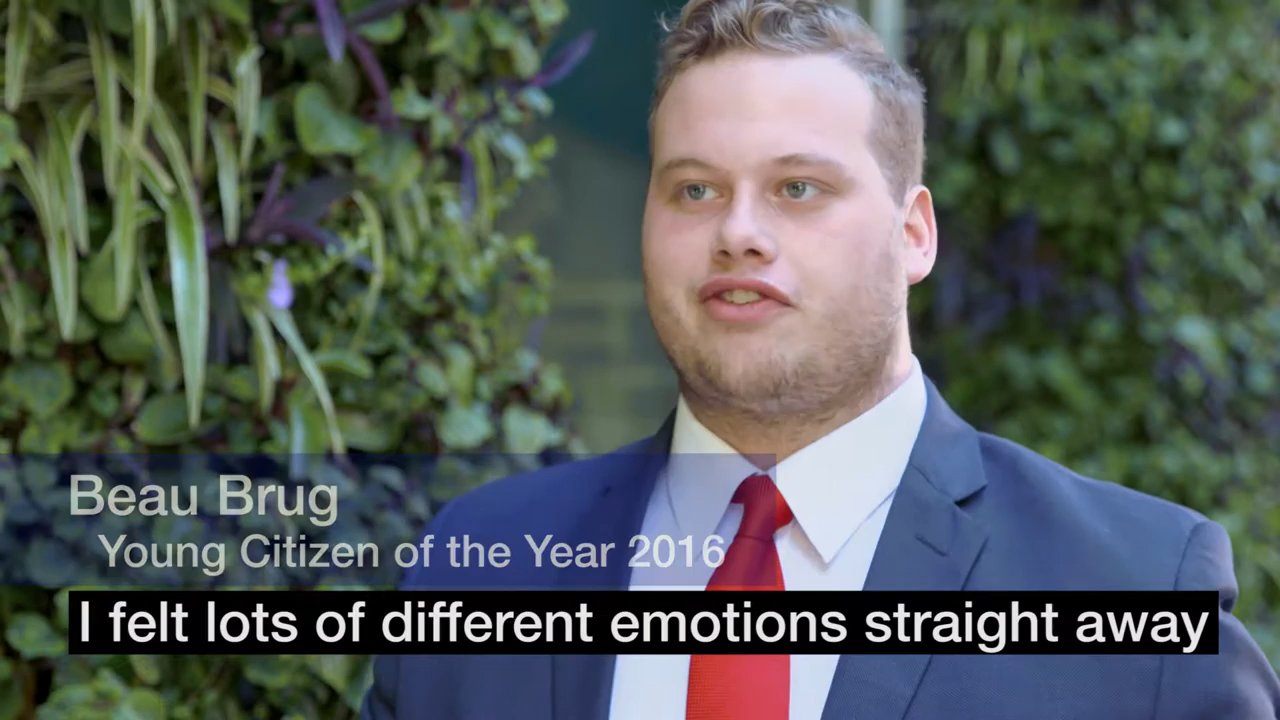 Beau Brug
Young Citizen of the Year 2016
I felt lots of different emotions straight away